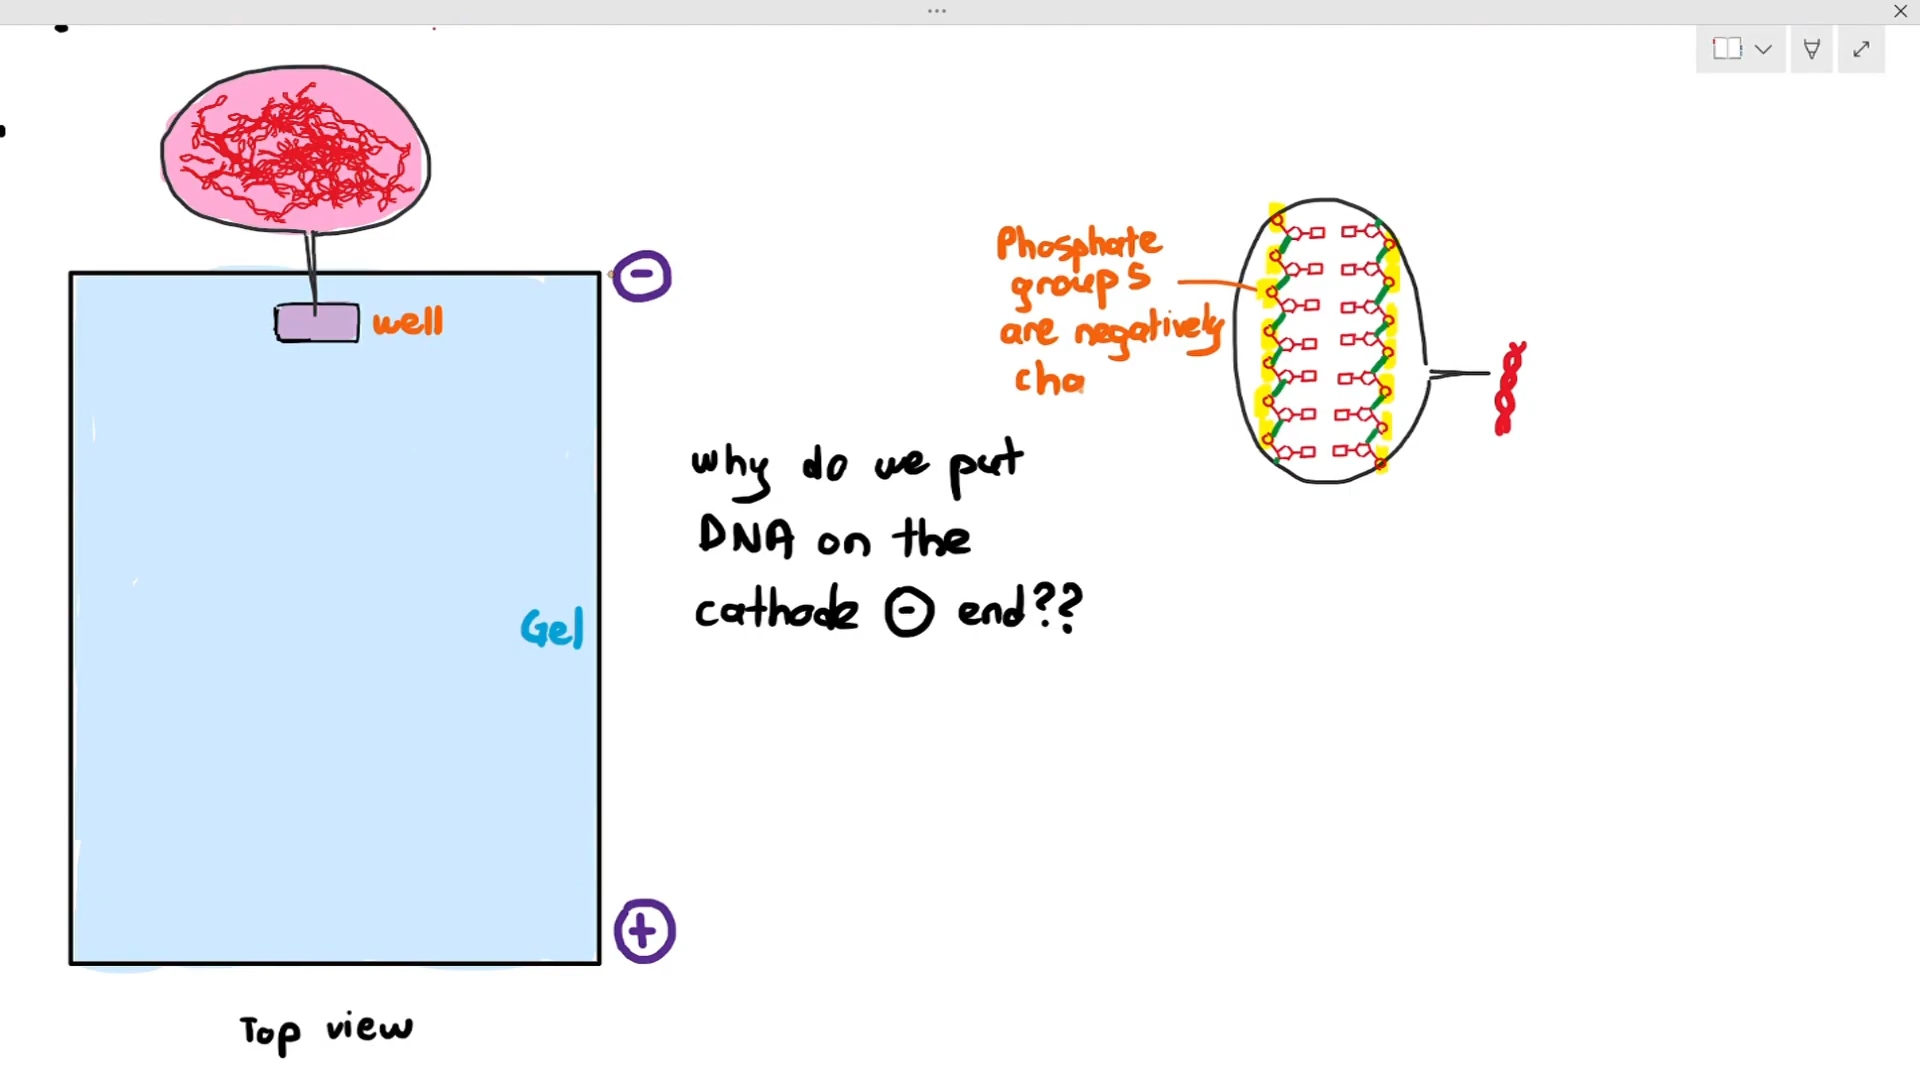 well
-
Phosphate
groups
are negatively
cha
why do we put
DNA on the
cathode - end??
Gel
+
Top view